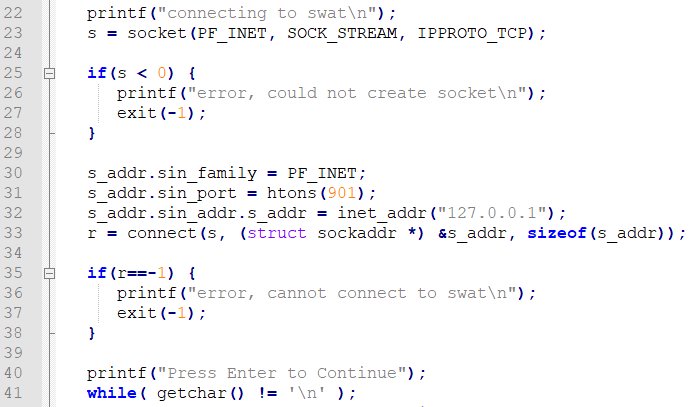 22 printf("connecting to swat\n");
23 s = socket(PF_INET, SOCK_STREAM, IPPROTO_TCP);
24
25 if(s < 0) {
26 printf("error, could not create socket\n");
27 exit(-1);
28 }
29
30 s_addr.sin_family = PF_INET;
31 s_addr.sin_port = htons(901);
32 s_addr.sin_addr.s_addr = inet_addr("127.0.0.1");
33 r = connect(s, (struct sockaddr *) &s_addr, sizeof(s_addr));
34
35 if(r==-1) {
36 printf("error, cannot connect to swat\n");
37 exit(-1);
38 }
39
40 printf("Press Enter to Continue");
41 while( getchar() != '\n' );